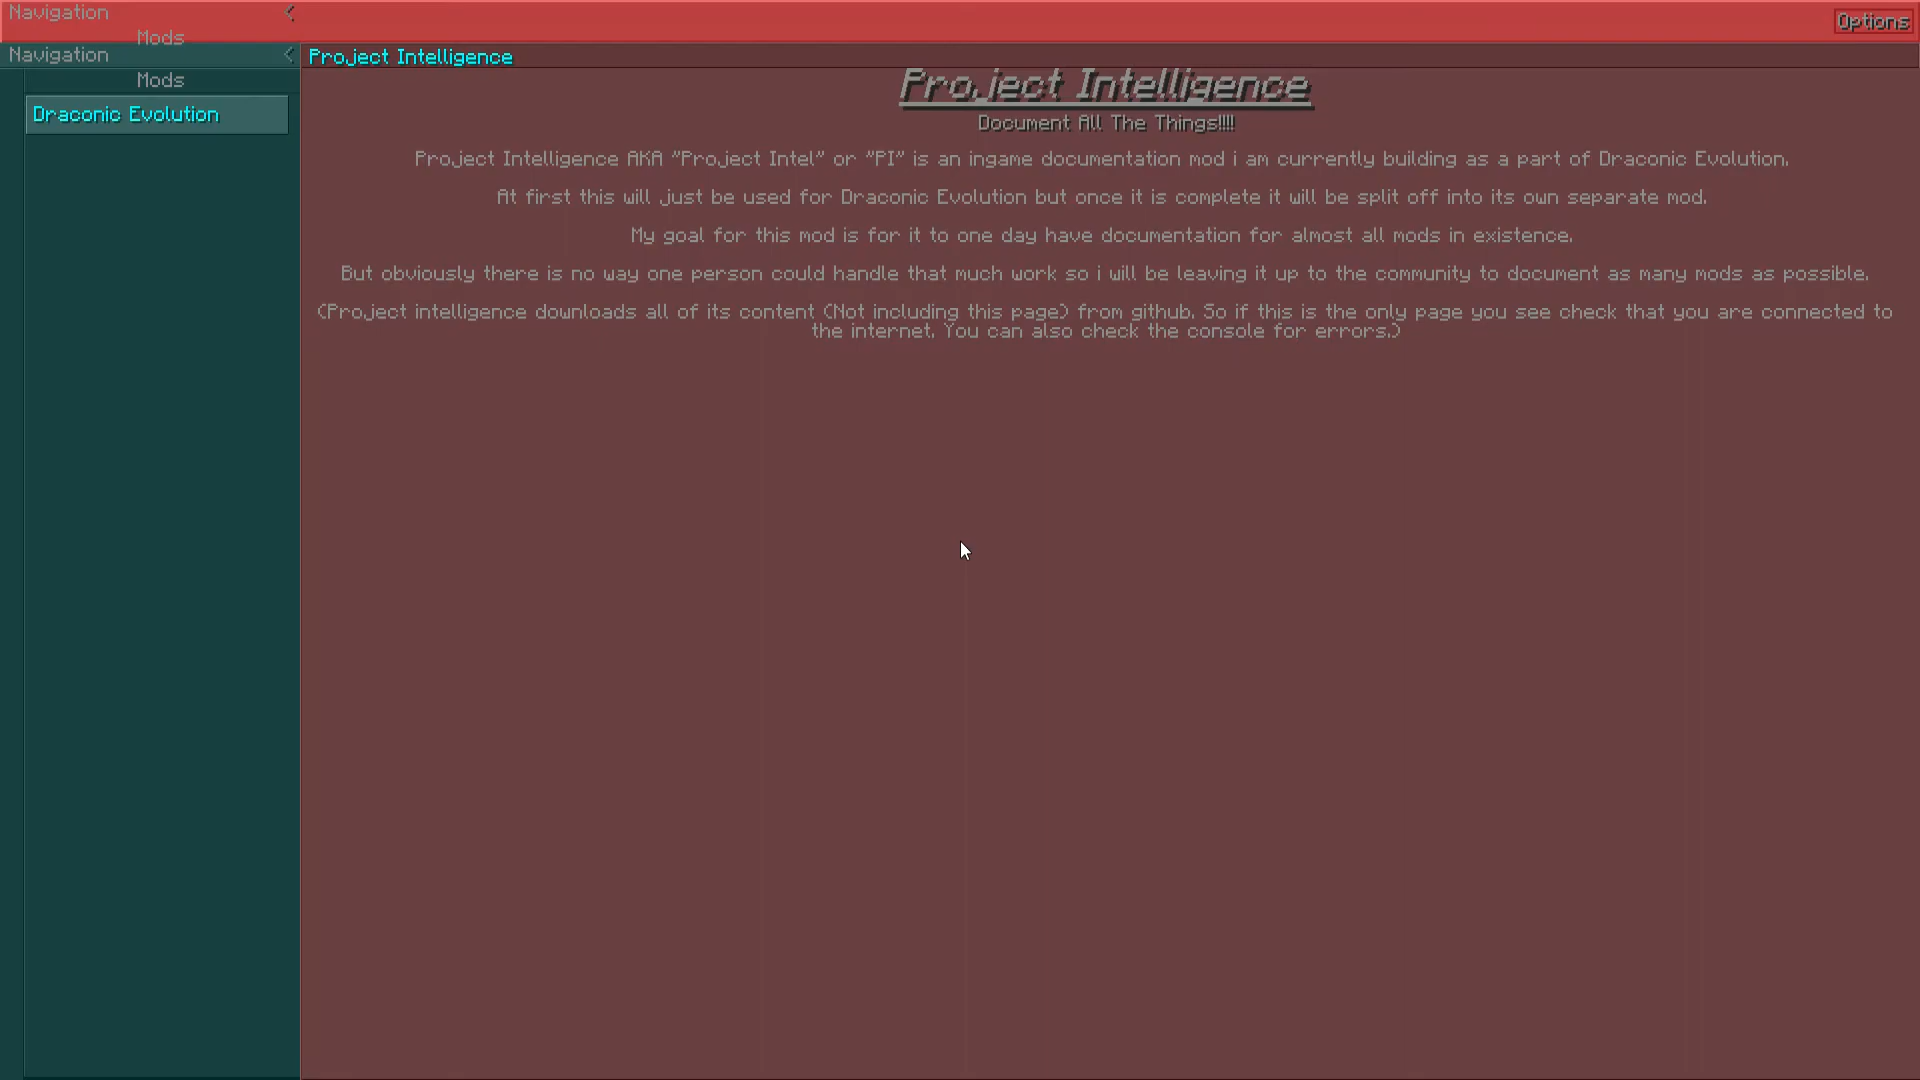 Navigation <
Options
Mods
Navigation <
Project Intelligence
Mods
Draconic Evolution
Project Intelligence
Document All The Things!!!!
Project Intelligence AKA "Project Intel" or "PI" is an ingame documentation mod i am currently building as a part of Draconic Evolution.
At first this will just be used for Draconic Evolution but once it is complete it will be split off into its own separate mod.
My goal for this mod is for it to one day have documentation for almost all mods in existence.
But obviously there is no way one person could handle that much work so i will be leaving it up to the community to document as many mods as possible.
(Project intelligence downloads all of its content (Not including this page) from github. So if this is the only page you see check that you are connected to
the internet. You can also check the console for errors.)